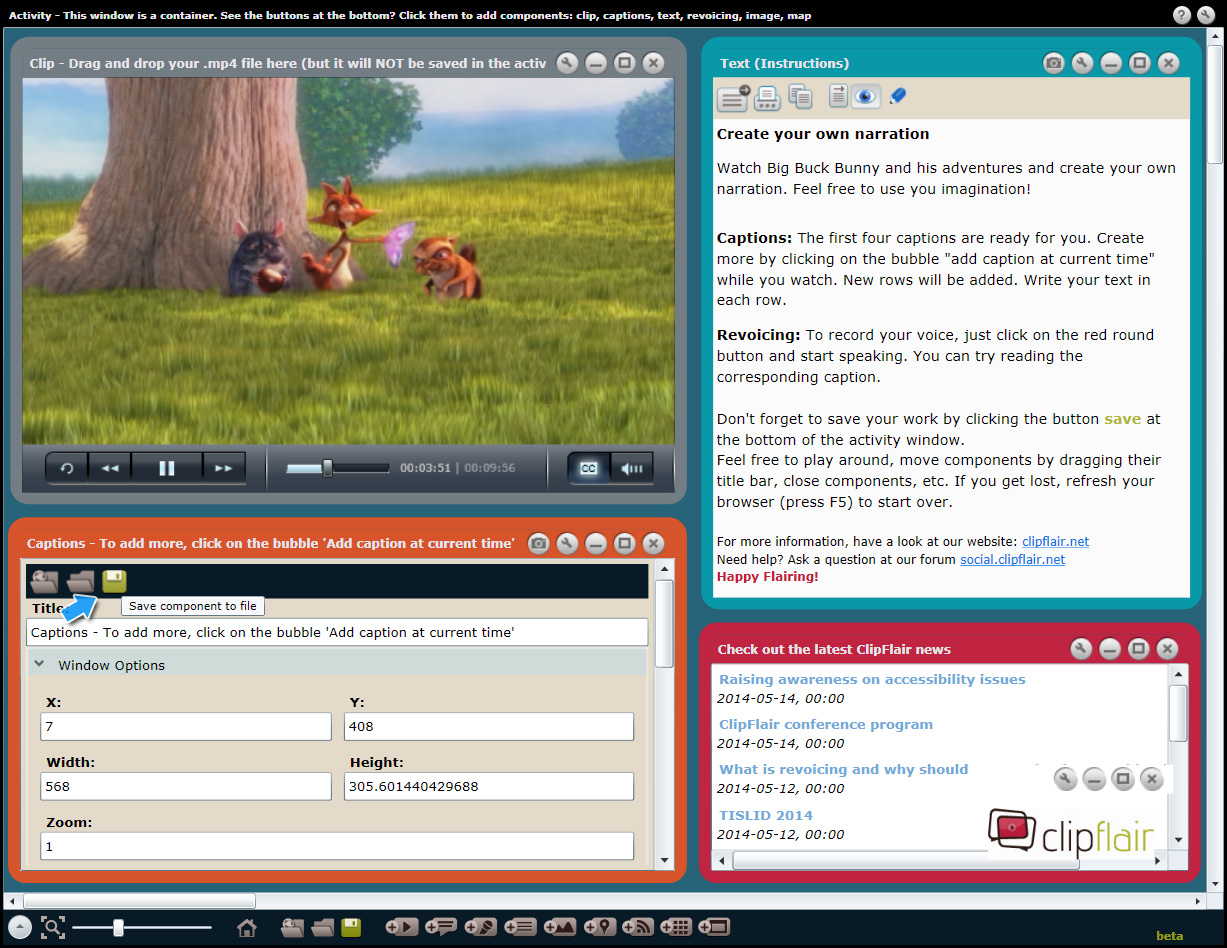 Activity - This window is a container. See the buttons at the bottom? Click them to add components: clip, captions, text, revoicing, image, map
Clip - Drag and drop your .mp4 file here (but it will NOT be saved in the activ
00:03:51 | 00:09:56
CC
Captions - To add more, click on the bubble 'Add caption at current time'
Save component to file
Title:
Captions - To add more, click on the bubble 'Add caption at current time'
Window Options
X: Y:
7 408
Width: Height:
568 305.601440429688
Zoom:
1
Text (Instructions)
Create your own narration
Watch Big Buck Bunny and his adventures and create your own
narration. Feel free to use you imagination!
Captions: The first four captions are ready for you. Create
more by clicking on the bubble "add caption at current time"
while you watch. New rows will be added. Write your text in
each row.
Revoicing: To record your voice, just click on the red round
button and start speaking. You can try reading the
corresponding caption.
Don't forget to save your work by clicking the button save at
the bottom of the activity window.
Feel free to play around, move components by dragging their
title bar, close components, etc. If you get lost, refresh your
browser (press F5) to start over.
For more information, have a look at our website: clipflair.net
Need help? Ask a question at our forum social.clipflair.net
Happy Flairing!
Check out the latest ClipFlair news
Raising awareness on accessibility issues
2014-05-14, 00:00
ClipFlair conference program
2014-05-14, 00:00
What is revoicing and why should
2014-05-12, 00:00
TISLID 2014
2014-05-12, 00:00
clipflair
beta